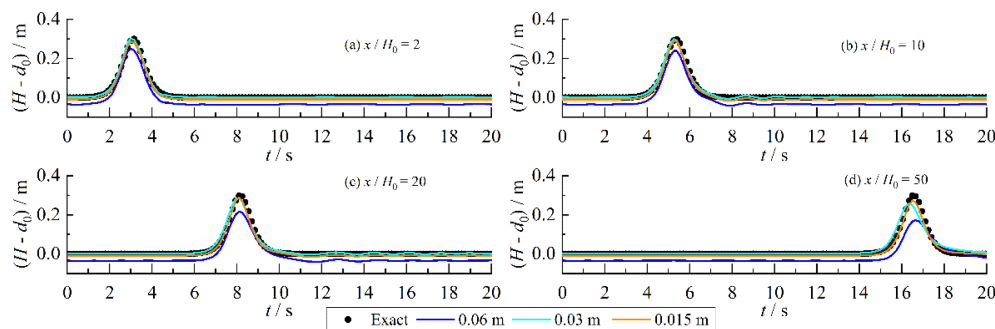 (H - d0) / m
0.4
0.2
0.0
(a) x / H0 = 2
0 2 4 6 8 10 12 14 16 18 20
t / s
(H - d0) / m
0.4
0.2
0.0
(b) x / H0 = 10
0 2 4 6 8 10 12 14 16 18 20
t / s
(H - d0) / m
0.4
0.2
0.0
(c) x / H0 = 20
0 2 4 6 8 10 12 14 16 18 20
t / s
(H - d0) / m
0.4
0.2
0.0
(d) x / H0 = 50
0 2 4 6 8 10 12 14 16 18 20
t / s
Exact 0.06 m 0.03 m 0.015 m